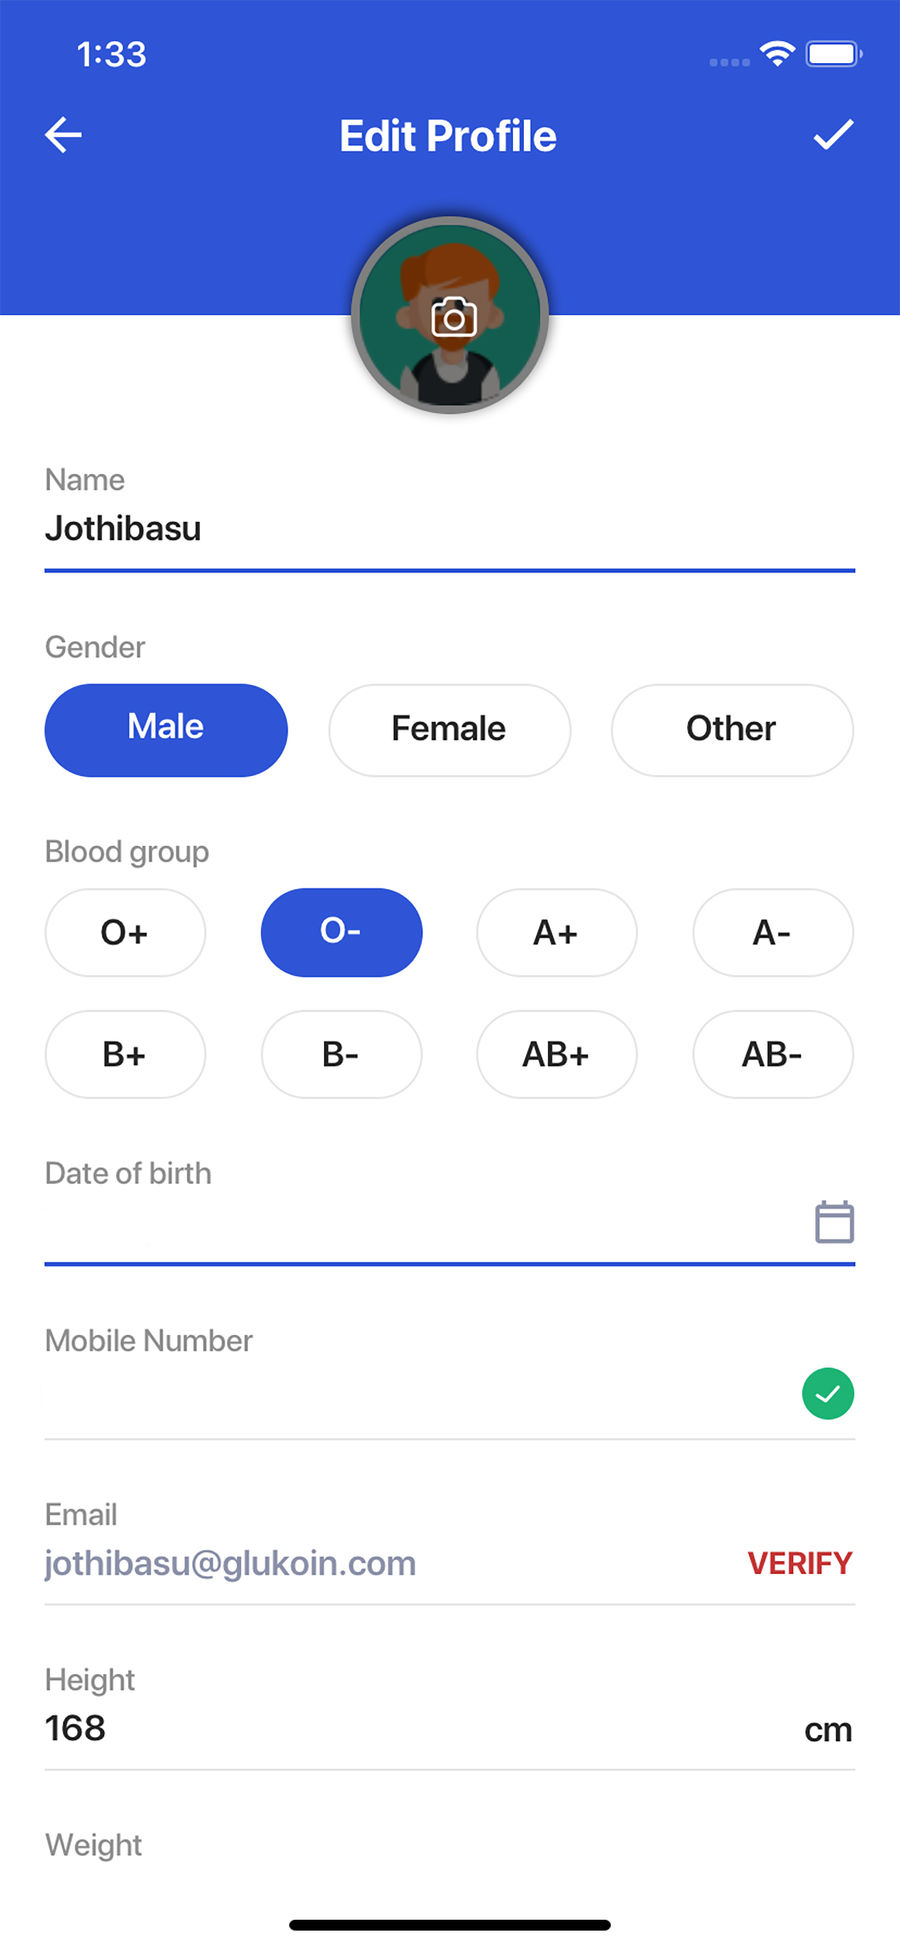 1:33
Edit Profile
Name
Jothibasu
Gender
Male Female Other
Blood group
O+ O- A+ A-
B+ B- AB+ AB-
Date of birth
Mobile Number
Email
jothibasu@glukoin.com VERIFY
Height
168 cm
Weight